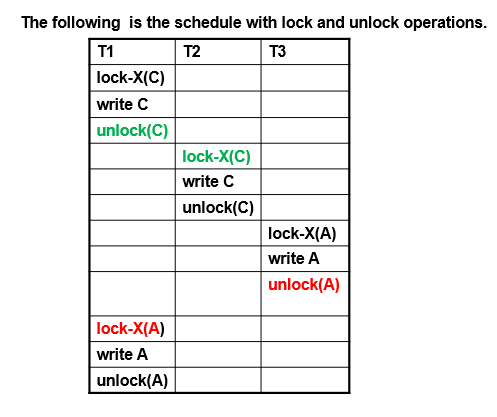 The following is the schedule with lock and unlock operations.
T1 T2 T3
lock-X(C)
write C
unlock(C)
lock-X(C)
write C
unlock(C)
lock-X(A)
write A
unlock(A)
lock-X(A)
write A
unlock(A)